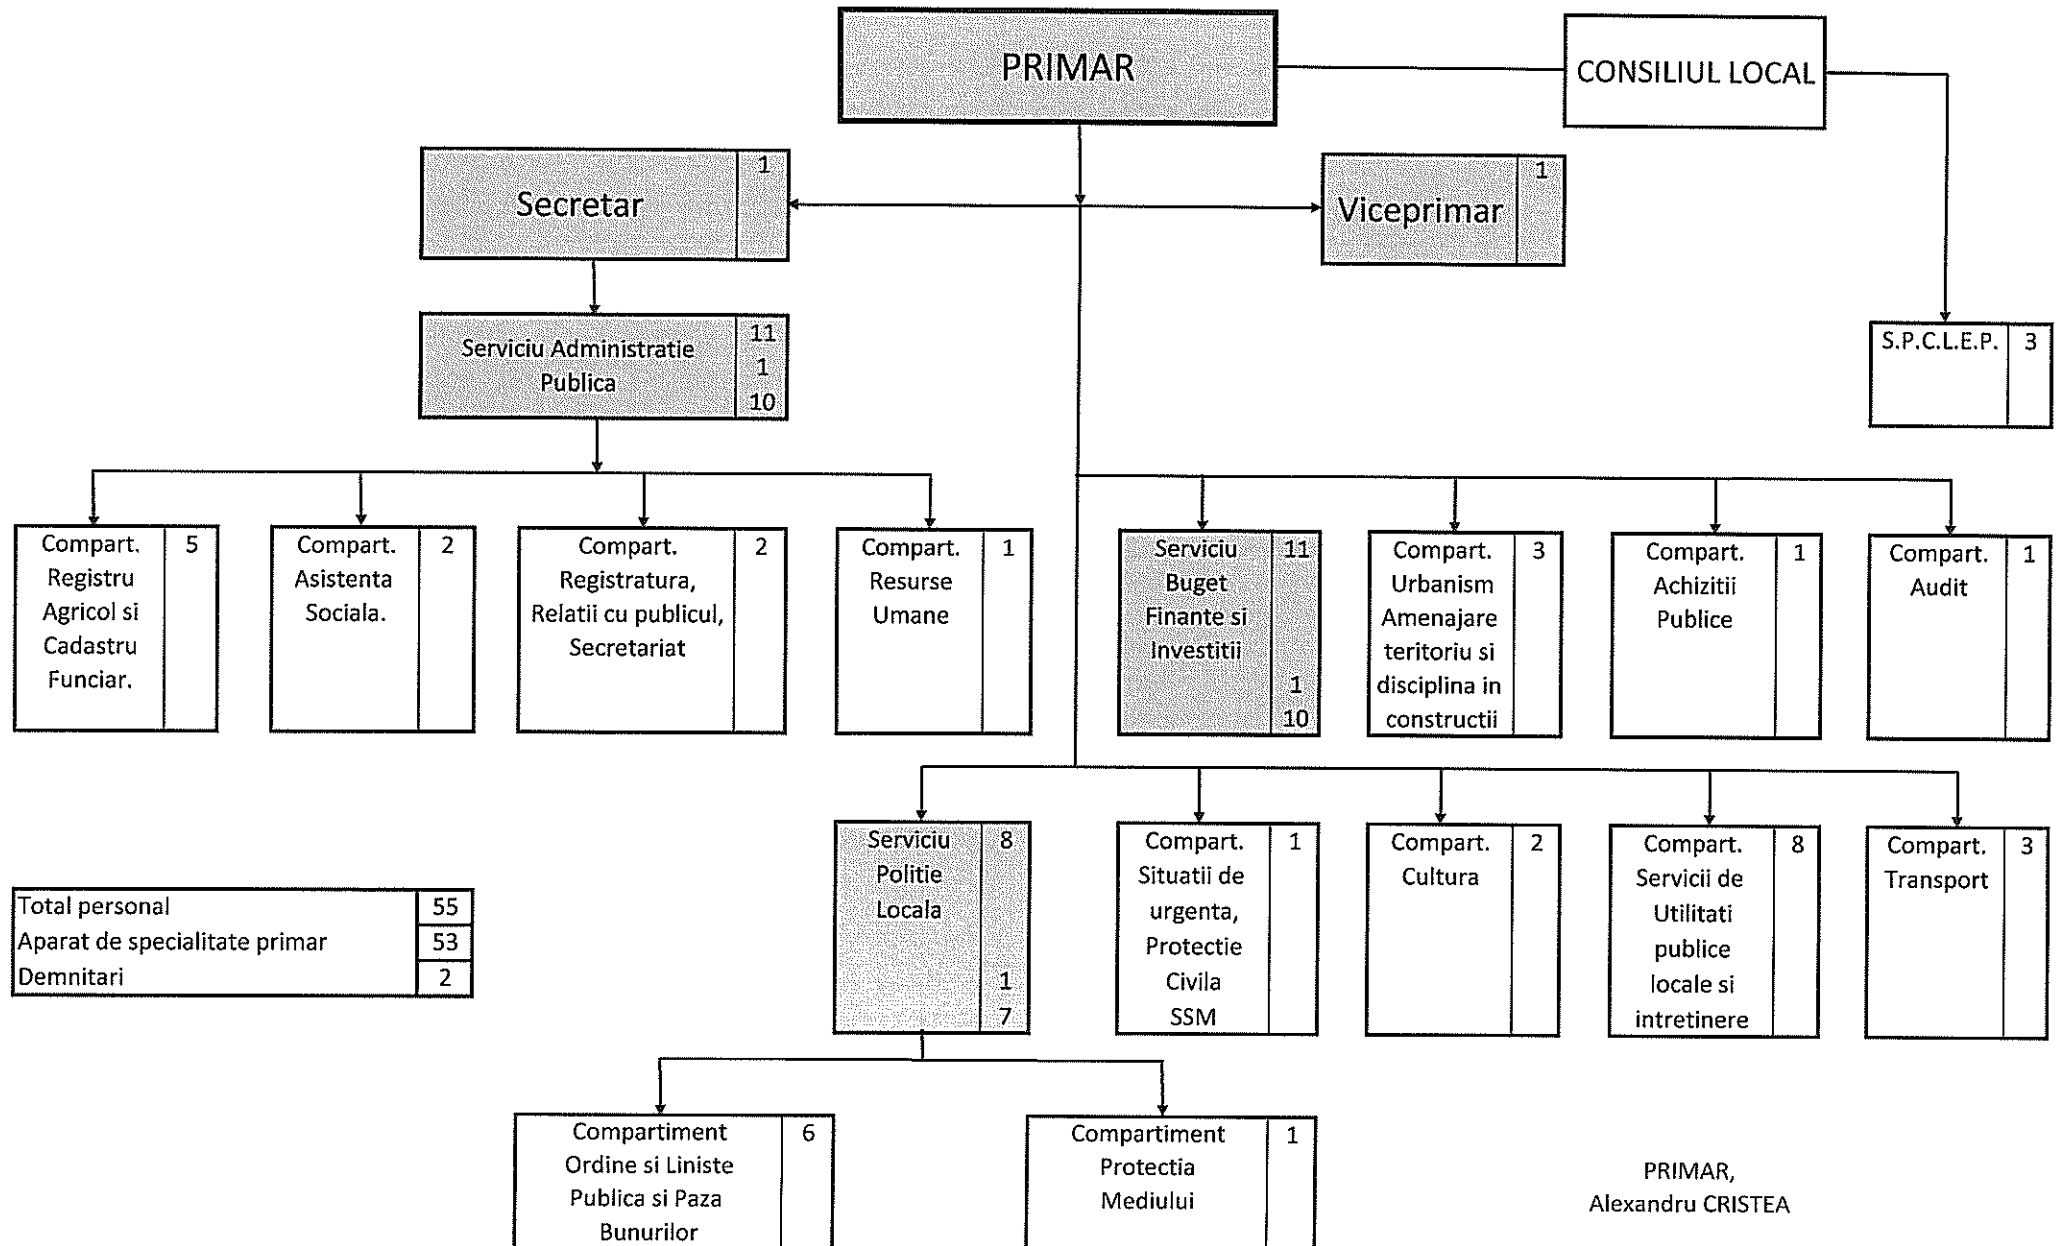 PRIMAR
CONSILIUL LOCAL
Secretar
1
Viceprimar
1
Serviciu Administratie
Publica
11
1
10
S.P.C.L.E.P.
3
Compart.
Registru
Agricol si
Cadastru
Funciar.
5
Compart.
Asistenta
Sociala.
2
Compart.
Registratura,
Relatii cu publicul,
Secretariat
2
Compart.
Resurse
Umane
1
Serviciu
Buget
Finante si
Investitii
11
1
10
Compart.
Urbanism
Amenajare
teritoriu si
disciplina in
constructii
3
Compart.
Achizitii
Publice
1
Compart.
Audit
1
Serviciu
Politie
Locala
8
1
7
Compart.
Situatii de
urgenta,
Protectie
Civila
SSM
1
Compart.
Cultura
2
Compart.
Servicii de
Utilitati
publice
locale si
intretinere
8
Compart.
Transport
3
Total personal 55
Aparat de specialitate primar 53
Demnitari 2
Compartiment
Ordine si Liniste
Publica si Paza
Bunurilor
6
Compartiment
Protectia
Mediului
1
PRIMAR,
Alexandru CRISTEA